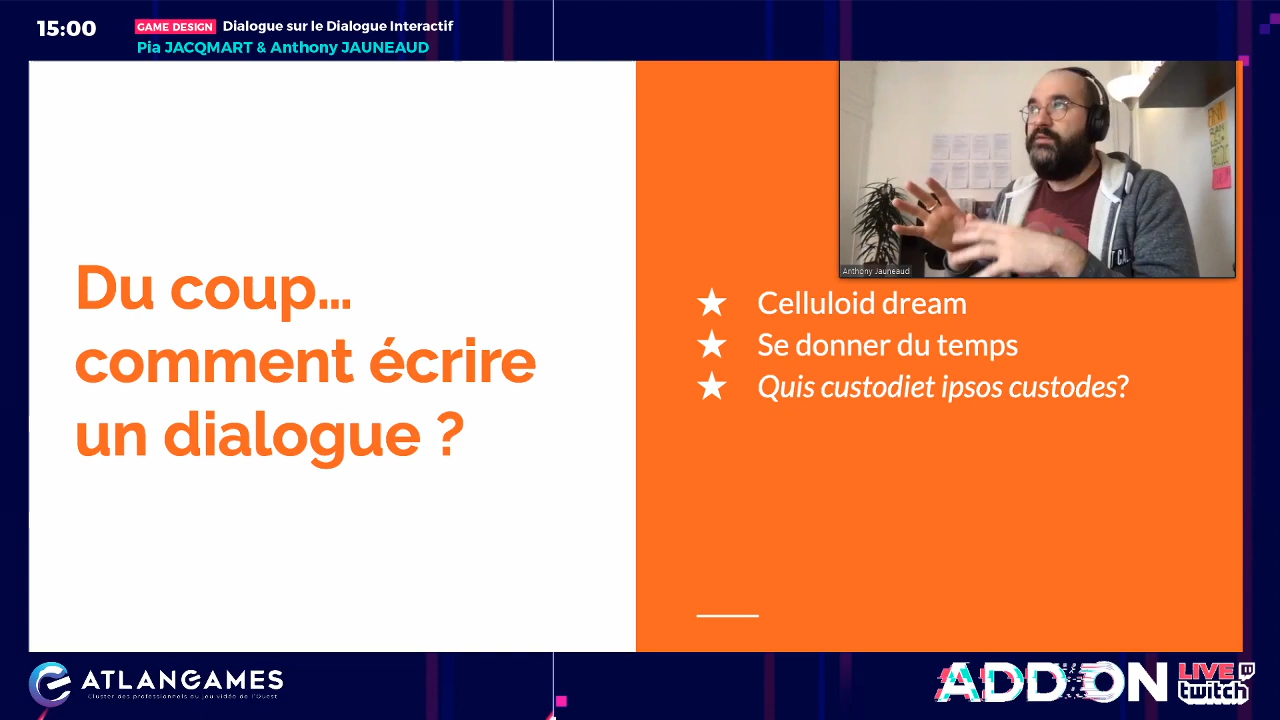 15:00
GAME DESIGN Dialogue sur le Dialogue Interactif
Pia JACQMART & Anthony JAUNEAUD
Du coup...
comment écrire
un dialogue ?
Anthony Jauneaud
★ Celluloid dream
★ Se donner du temps
★ Quis custodiet ipsos custodes?
ATLANGAMES
Cluster des professionnels du jeu vidéo de l'Ouest
ADD#ON
LIVE
twitch